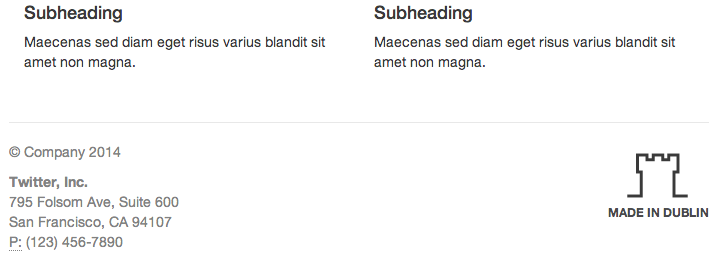 Subheading
Maecenas sed diam eget risus varius blandit sit
amet non magna.
Subheading
Maecenas sed diam eget risus varius blandit sit
amet non magna.
© Company 2014
Twitter, Inc.
795 Folsom Ave, Suite 600
San Francisco, CA 94107
P: (123) 456-7890
MADE IN DUBLIN